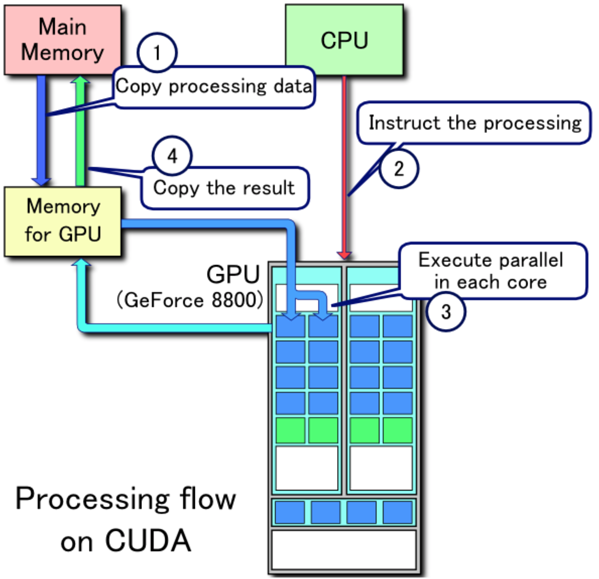 Main
Memory
CPU
1
Copy processing data
Instruct the processing
2
4
Copy the result
Memory
for GPU
GPU
(GeForce 8800)
Execute parallel
in each core
3
Processing flow
on CUDA